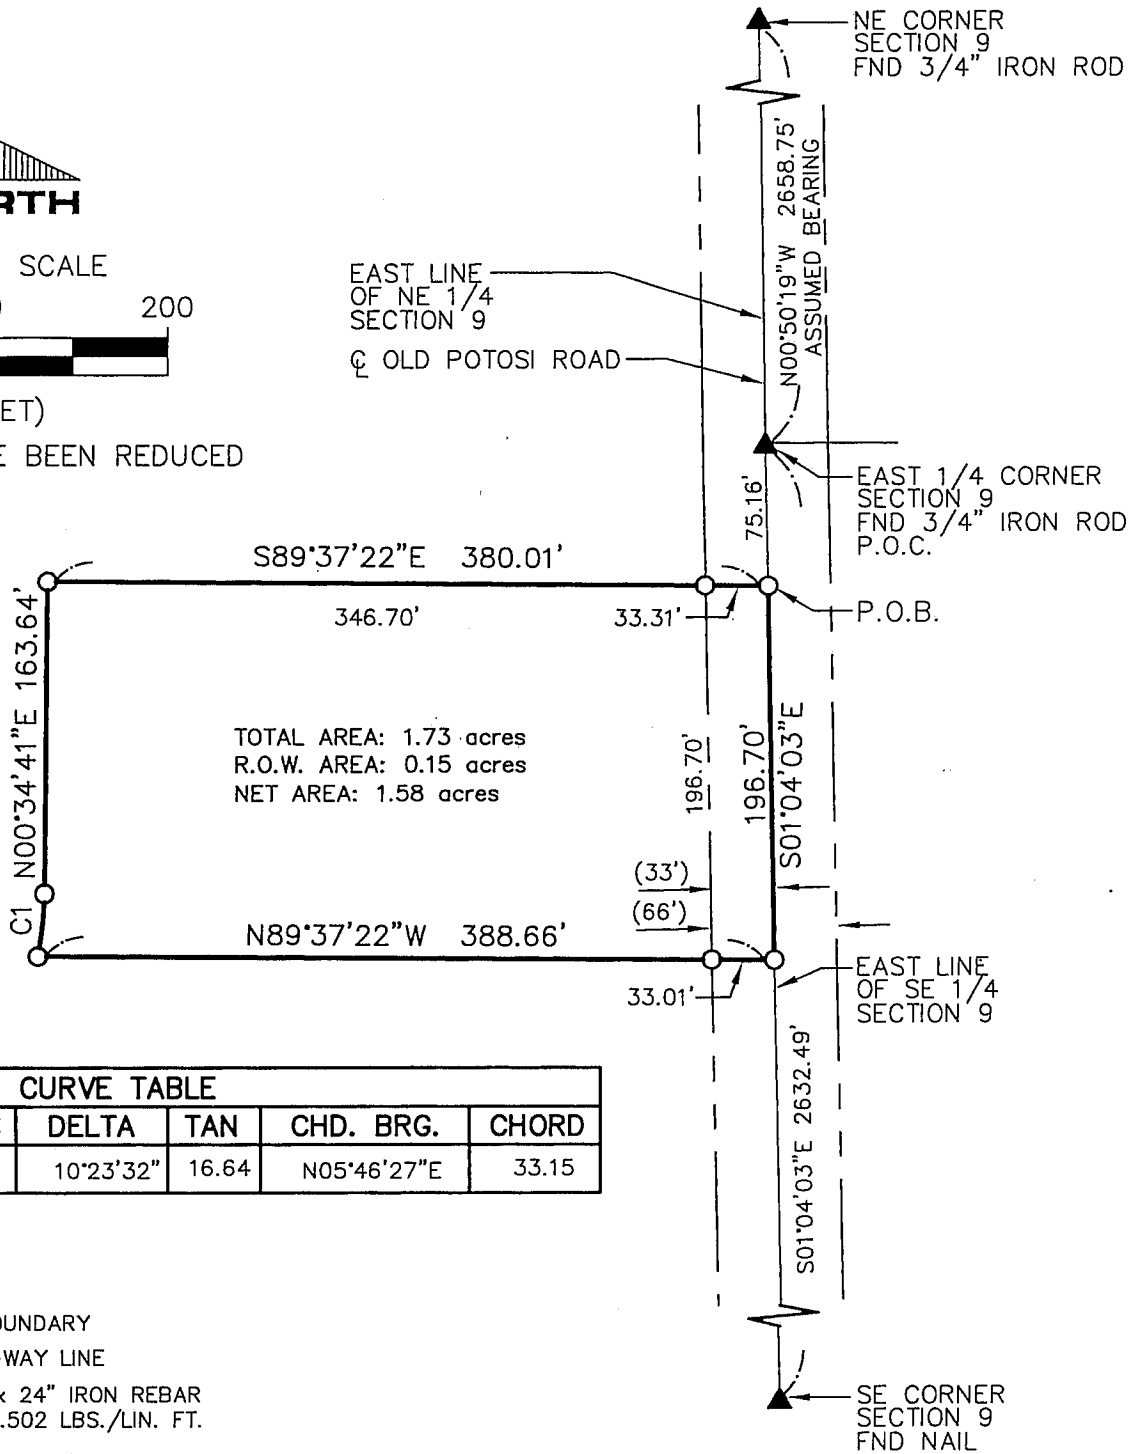 NE CORNER
SECTION 9
FND 3/4" IRON ROD
N00°50'19"W 2658.75'
ASSUMED BEARING
RTH
SCALE
200
ET)
E BEEN REDUCED
EAST LINE
OF NE 1/4
SECTION 9
℄ OLD POTOSI ROAD
EAST 1/4 CORNER
SECTION 9
FND 3/4" IRON ROD
P.O.C.
75.16'
S89°37'22"E 380.01'
346.70'
33.31'
P.O.B.
N00°34'41"E 163.64'
C1
TOTAL AREA: 1.73 acres
R.O.W. AREA: 0.15 acres
NET AREA: 1.58 acres
196.70'
196.70'
S01°04'03"E
(33')
(66')
N89°37'22"W 388.66'
33.01'
EAST LINE
OF SE 1/4
SECTION 9
S01°04'03"E 2632.49'
CURVE TABLE
DELTA TAN CHD. BRG. CHORD
10°23'32" 16.64 N05°46'27"E 33.15
OUNDARY
WAY LINE
x 24" IRON REBAR
.502 LBS./LIN. FT.
SE CORNER
SECTION 9
FND NAIL